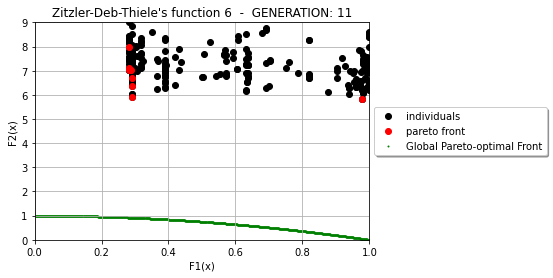 Zitzler-Deb-Thiele's function 6 - GENERATION: 11
9
8
7
6
5
4
3
2
1
0
F2(x)
0.0 0.2 0.4 0.6 0.8 1.0
F1(x)
individuals
pareto front
Global Pareto-optimal Front